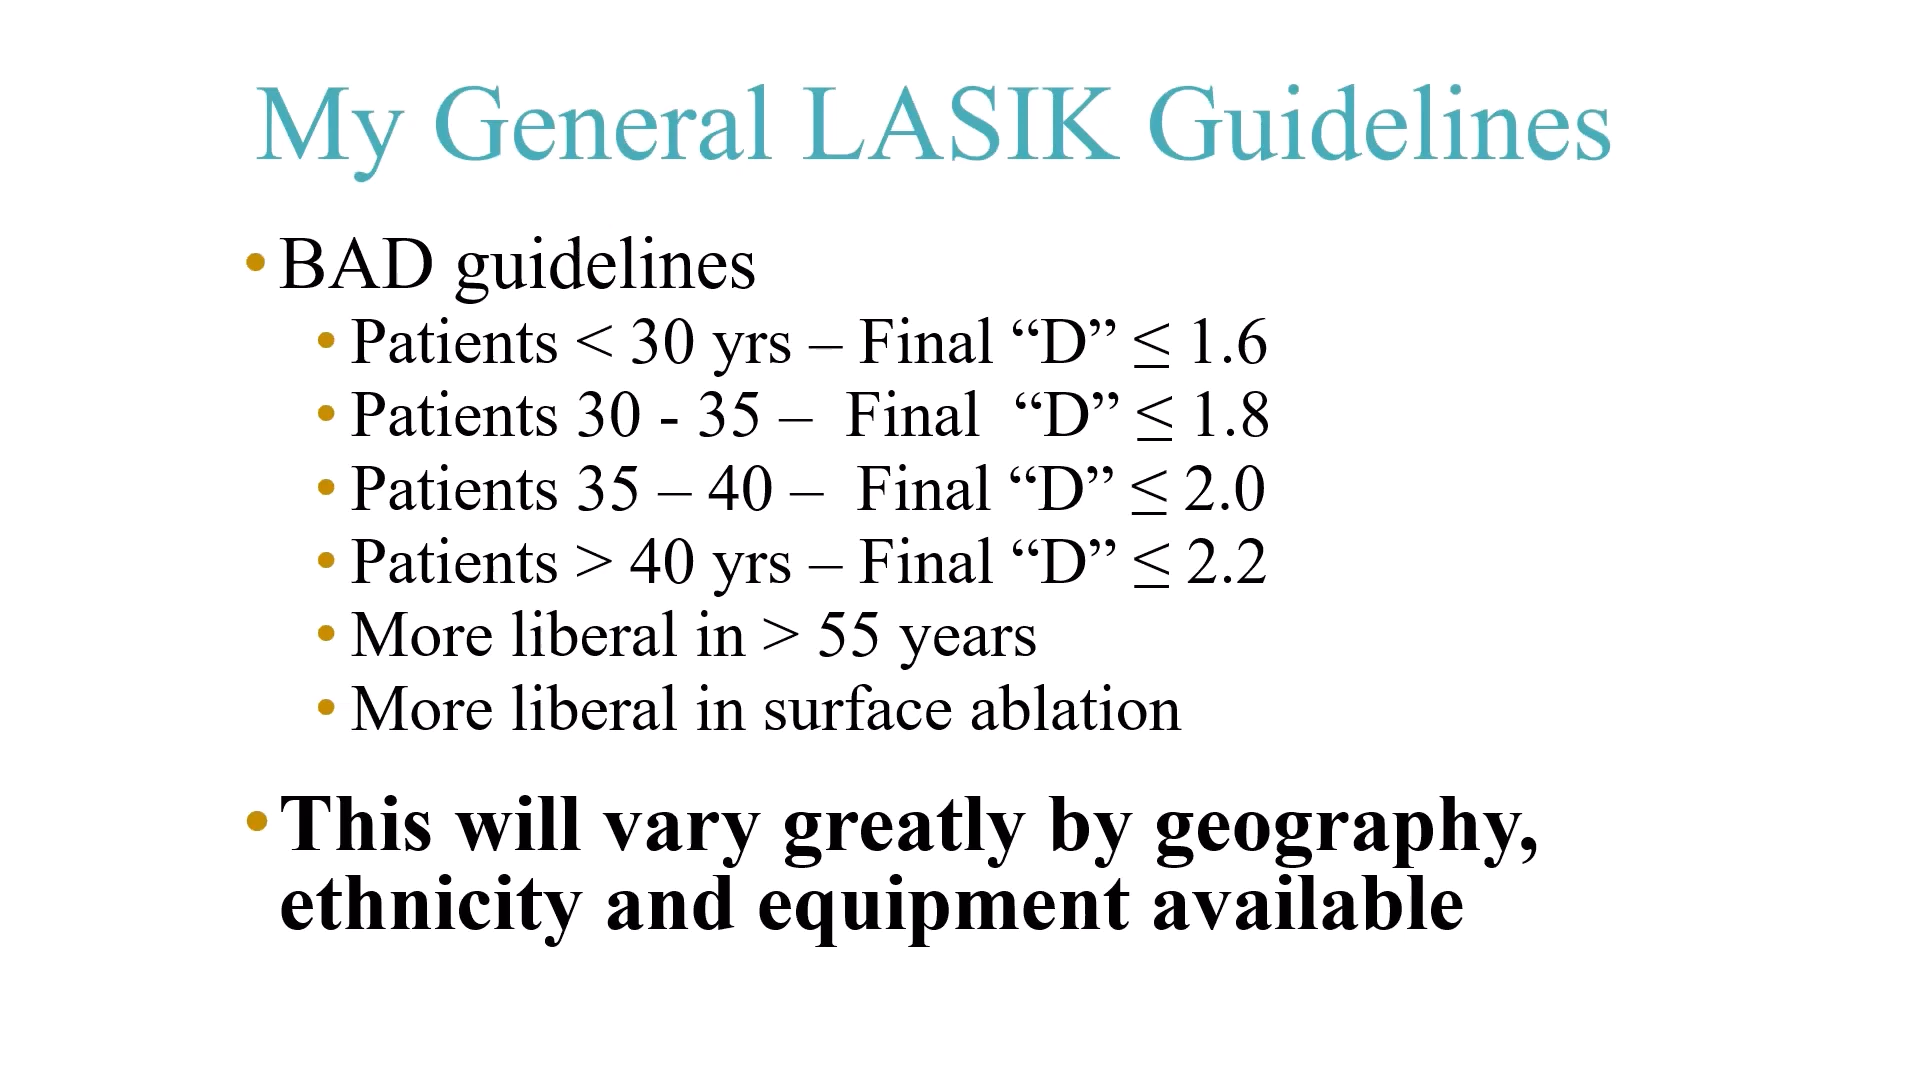 My General LASIK Guidelines
• BAD guidelines
• Patients < 30 yrs – Final “D” ≤ 1.6
• Patients 30 - 35 –  Final  “D” ≤ 1.8
• Patients 35 – 40 –  Final “D” ≤ 2.0
• Patients > 40 yrs – Final “D” ≤ 2.2
• More liberal in > 55 years
• More liberal in surface ablation
• This will vary greatly by geography,
ethnicity and equipment available